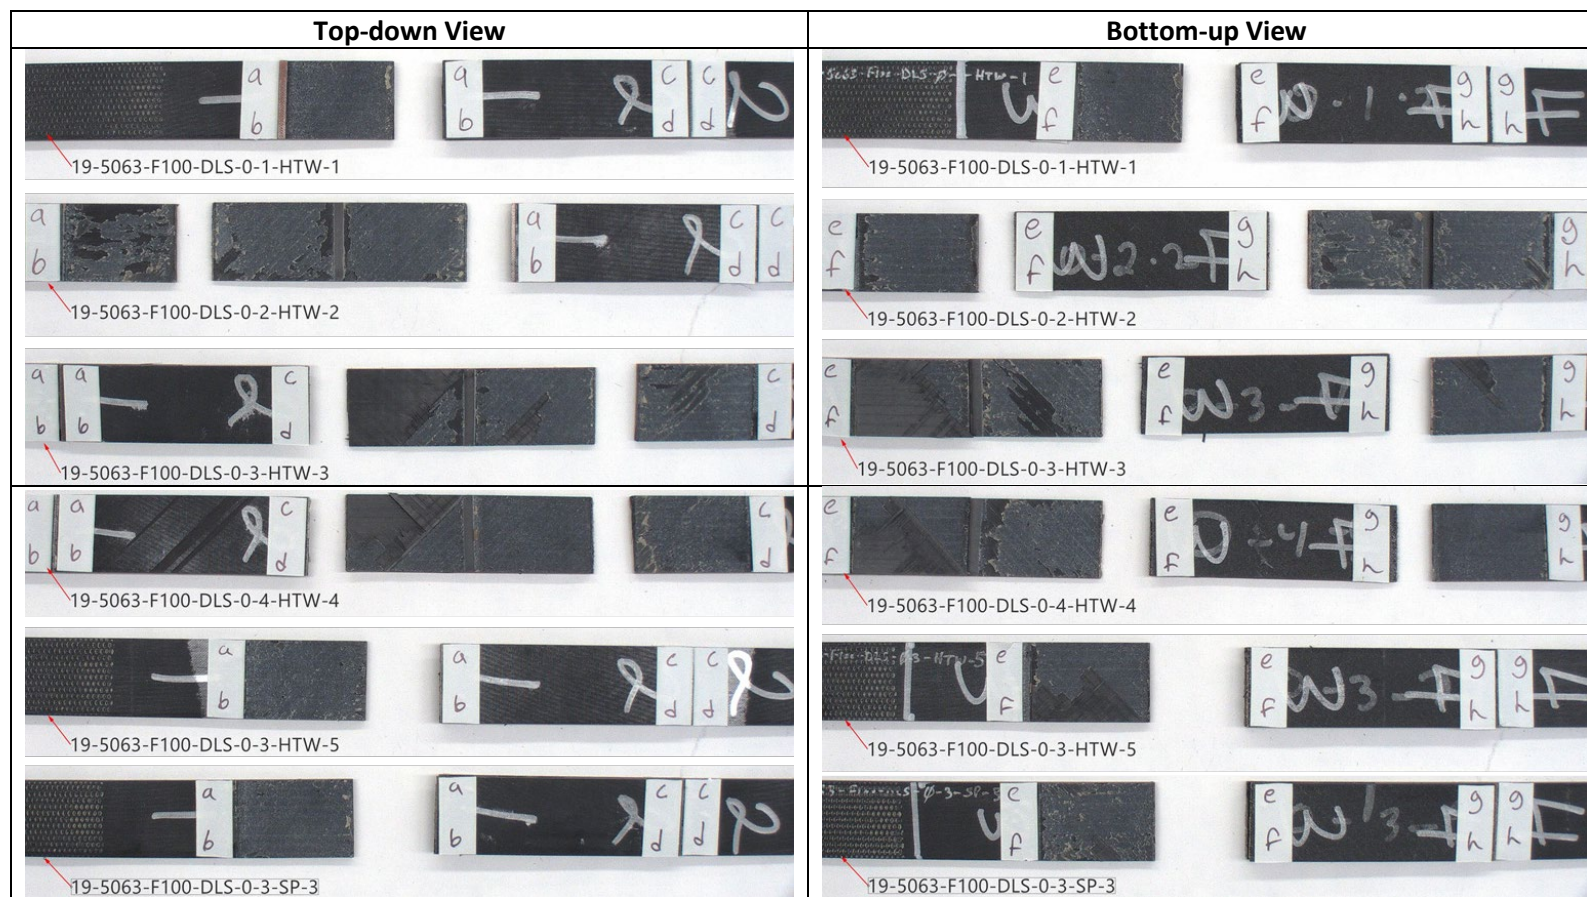 Top-down View
Bottom-up View
a a c c
b b d d
19-5063-F100-DLS-0-1-HTW-1
e e g g
f f h h
19-5063-F100-DLS-0-1-HTW-1
a a c c
b b d d
19-5063-F100-DLS-0-2-HTW-2
e e g g
f f h h
19-5063-F100-DLS-0-2-HTW-2
a a c c
b b d d
19-5063-F100-DLS-0-3-HTW-3
e e g g
f f h h
19-5063-F100-DLS-0-3-HTW-3
a a c c
b b d d
19-5063-F100-DLS-0-4-HTW-4
e e g g
f f h h
19-5063-F100-DLS-0-4-HTW-4
a a c c
b b d d
19-5063-F100-DLS-0-3-HTW-5
e e g g
f f h h
19-5063-F100-DLS-0-3-HTW-5
a a c c
b b d d
19-5063-F100-DLS-0-3-SP-3
e e g g
f f h h
19-5063-F100-DLS-0-3-SP-3